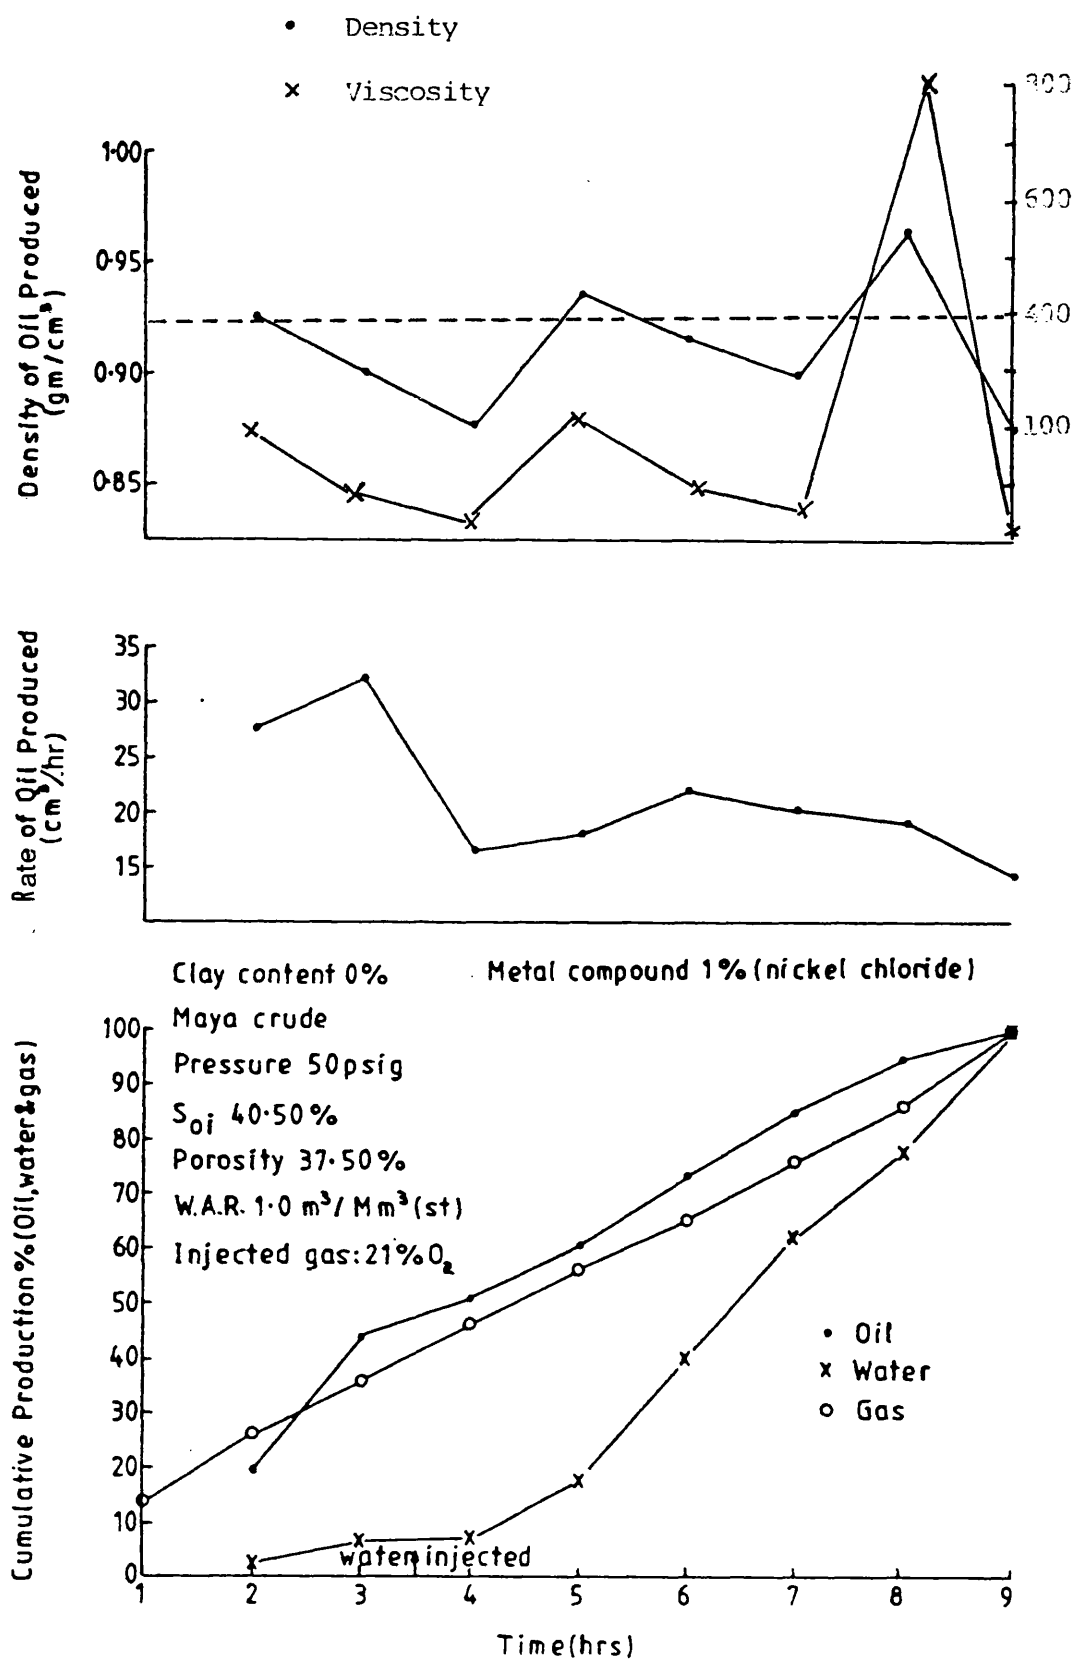 • Density
× Viscosity
Density of Oil Produced
(gm/cm³)
1·00
0·95
0·90
0·85
600
400
100
Rate of Oil Produced
(cm³/hr)
35
30
25
20
15
Clay content 0%
Metal compound 1% (nickel chloride)
Maya crude
Pressure 50psig
Soi 40·50%
Porosity 37·50%
W.A.R. 1·0 m³/Mm³(st)
Injected gas:21%O₂
Cumulative Production%(Oil,water&gas)
100
90
80
70
60
50
40
30
20
10
0
• Oil
x Water
o Gas
water injected
1 2 3 4 5 6 7 8 9
Time(hrs)